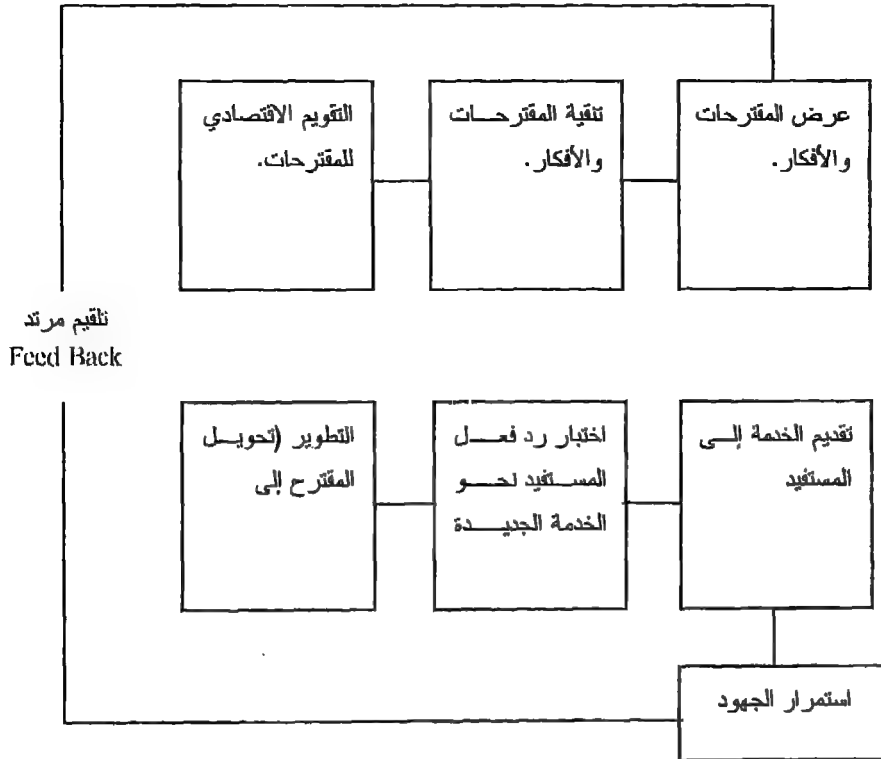 عرض المقترحات
والأفكار.
تنقية المقترحات
والأفكار.
التقويم الاقتصادي
للمقترحات.
تلقيم مرتد
Feed Back
تقديم الخدمة إلى
المستفيد
اختبار رد فعل
المستفيد نحو
الخدمة الجديدة
التطوير (تحويل
المقترح إلى
استمرار الجهود